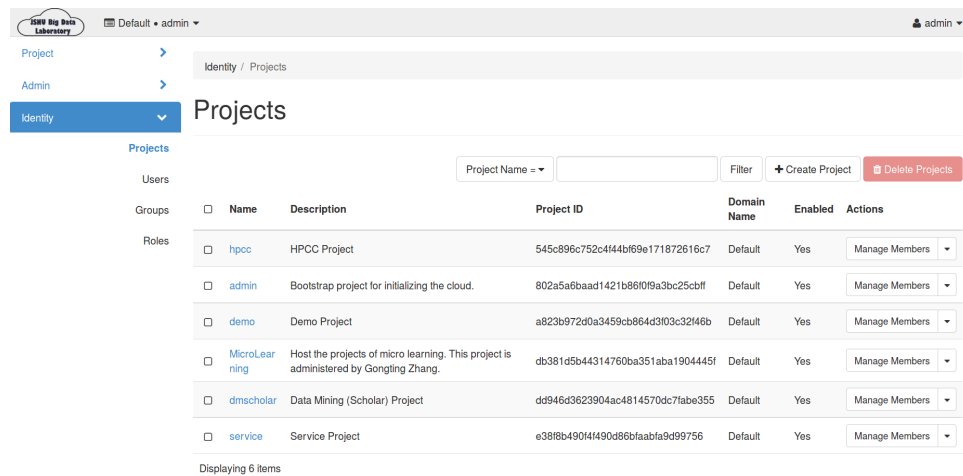 JSNU Big Data
Laboratory
Default • admin
admin
Project
Admin
Identity
Projects
Users
Groups
Roles
Identity / Projects
Projects
Project Name =
Filter
+ Create Project
Delete Projects
Name Description Project ID Domain Name Enabled Actions
hpcc HPCC Project 545c896c752c4f44bf69e171872616c7 Default Yes Manage Members
admin Bootstrap project for initializing the cloud. 802a5a6baad1421b86f0f9a3bc25cbff Default Yes Manage Members
demo Demo Project a823b972d0a3459cb864d3f03c32f46b Default Yes Manage Members
MicroLear
ning
Host the projects of micro learning. This project is
administered by Gongting Zhang.
db381d5b44314760ba351aba1904445f Default Yes Manage Members
dmscholar Data Mining (Scholar) Project dd946d3623904ac4814570dc7fabe355 Default Yes Manage Members
service Service Project e38f8b490f4f490d86bfaabfa9d99756 Default Yes Manage Members
Displaying 6 items